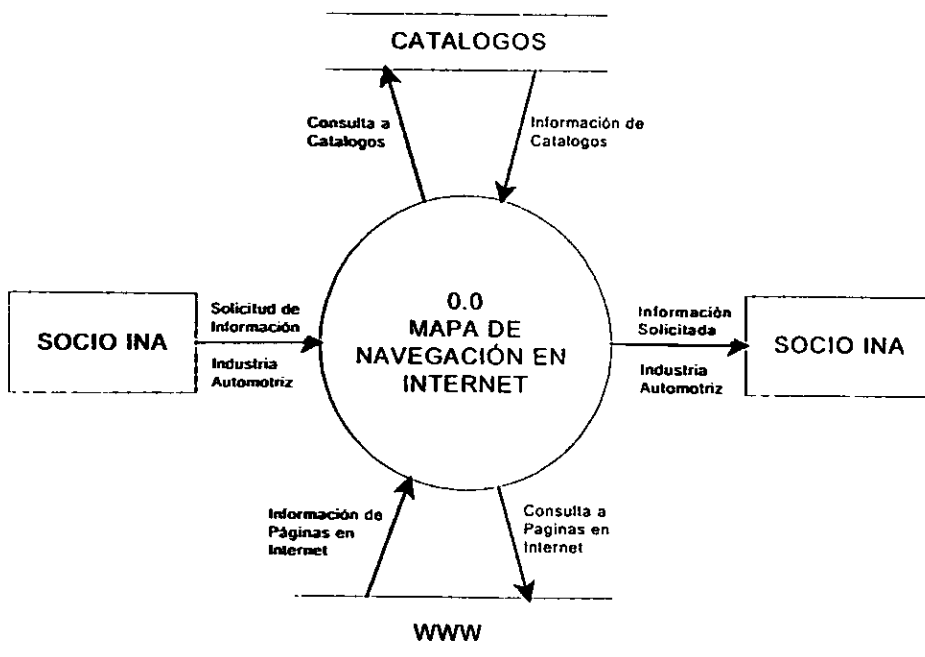 CATALOGOS
Consulta a
Catalogos
Información de
Catalogos
SOCIO INA
Solicitud de
Información
Industria
Automotriz
0.0
MAPA DE
NAVEGACIÓN EN
INTERNET
Información
Solicitada
Industria
Automotriz
SOCIO INA
Información de
Páginas en
Internet
Consulta a
Paginas en
Internet
WWW